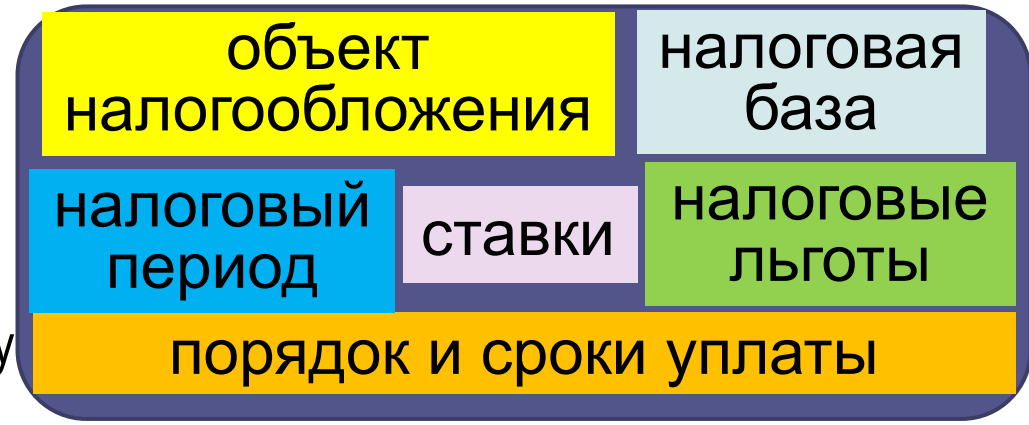 объект
налогообложения
налоговая
база
налоговый
период
ставки
налоговые
льготы
у
порядок и сроки уплаты